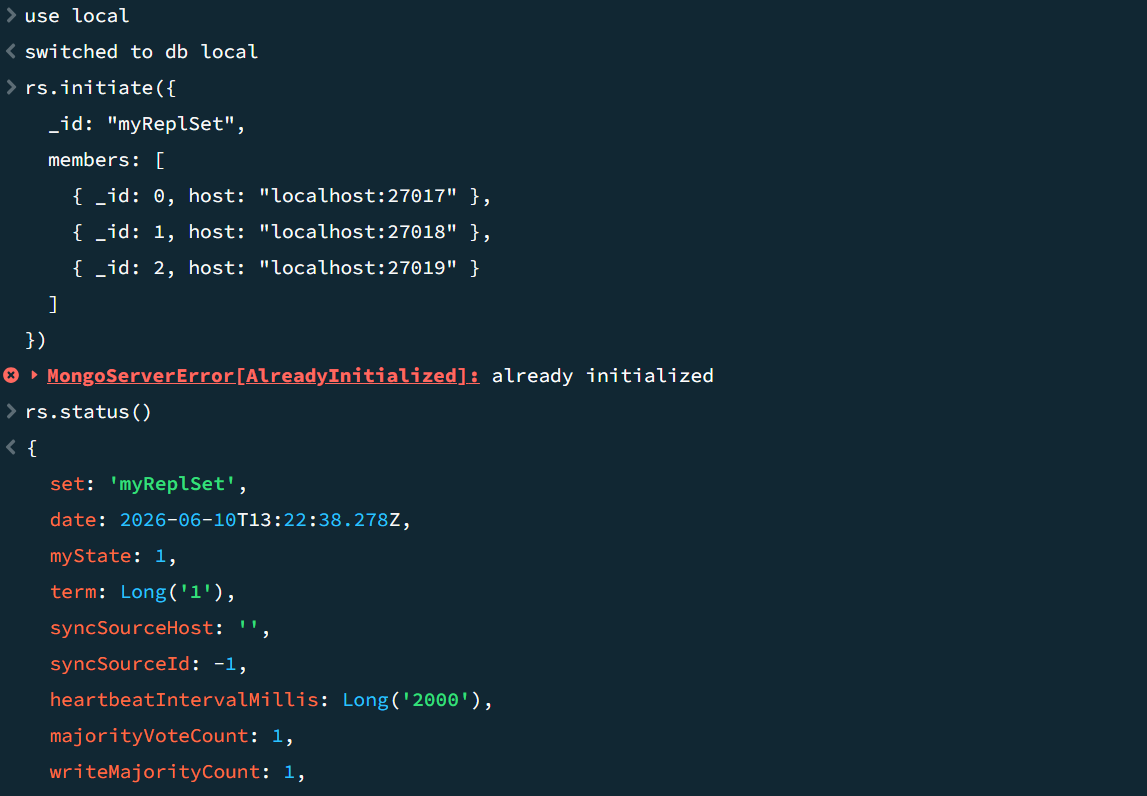 use local
switched to db local
rs.initiate({
_id: "myReplSet",
members: [
{ _id: 0, host: "localhost:27017" },
{ _id: 1, host: "localhost:27018" },
{ _id: 2, host: "localhost:27019" }
]
})
MongoServerError[AlreadyInitialized]: already initialized
rs.status()
{
set: 'myReplSet',
date: 2026-06-10T13:22:38.278Z,
myState: 1,
term: Long('1'),
syncSourceHost: '',
syncSourceId: -1,
heartbeatIntervalMillis: Long('2000'),
majorityVoteCount: 1,
writeMajorityCount: 1,